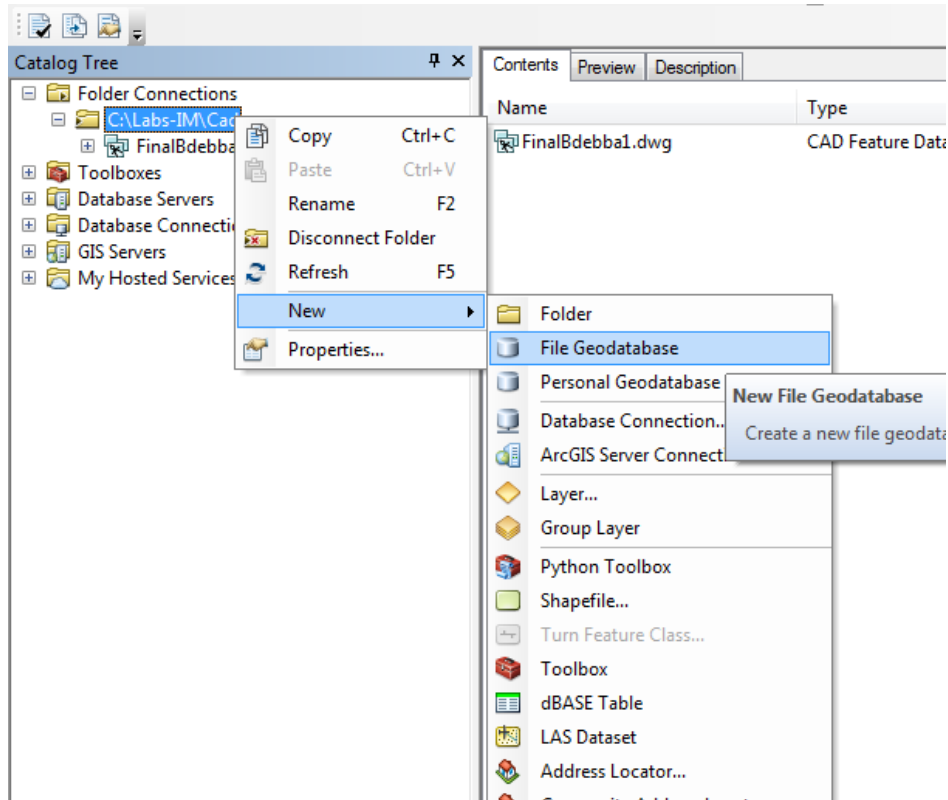 Catalog Tree
Folder Connections
C:\Labs-IM\Cad
FinalBdebba
Toolboxes
Database Servers
Database Connecti
GIS Servers
My Hosted Services
Contents Preview Description
Name Type
FinalBdebba1.dwg CAD Feature Data
Copy Ctrl+C
Paste Ctrl+V
Rename F2
Disconnect Folder
Refresh F5
New
Properties...
Folder
File Geodatabase
Personal Geodatabase
Database Connection..
ArcGIS Server Connect
Layer...
Group Layer
Python Toolbox
Shapefile...
Turn Feature Class...
Toolbox
dBASE Table
LAS Dataset
Address Locator...
New File Geodatabase
Create a new file geodata